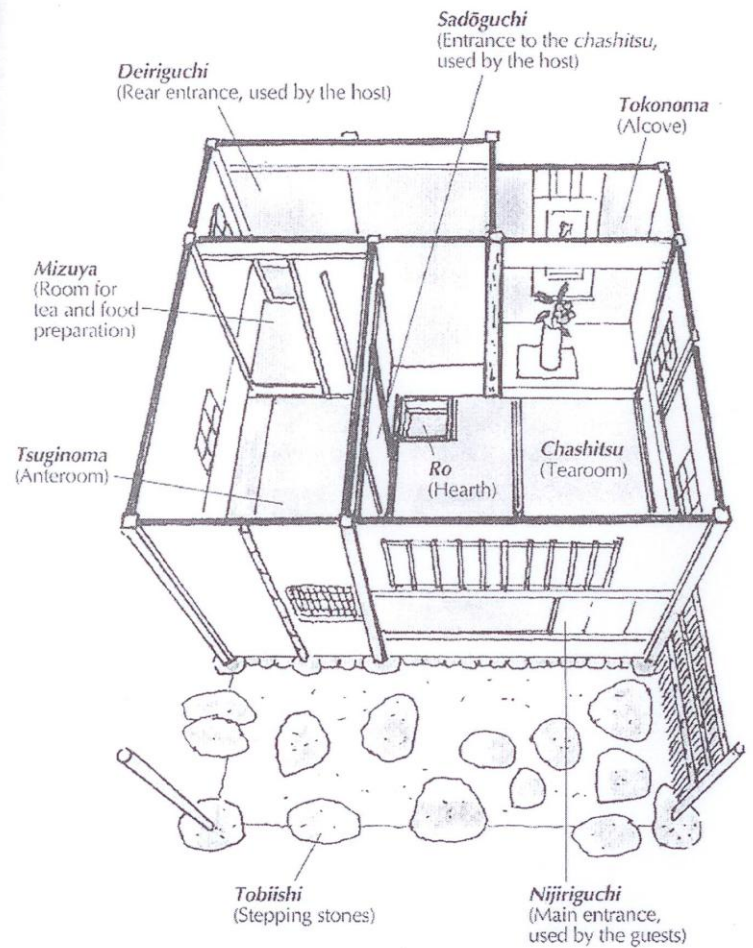 Sadōguchi
(Entrance to the chashitsu,
used by the host)
Deiriguchi
(Rear entrance, used by the host)
Tokonoma
(Alcove)
Mizuya
(Room for
tea and food
preparation)
Tsuginoma
(Anteroom)
Ro
(Hearth)
Chashitsu
(Tearoom)
Tobiishi
(Stepping stones)
Nijiriguchi
(Main entrance,
used by the guests)